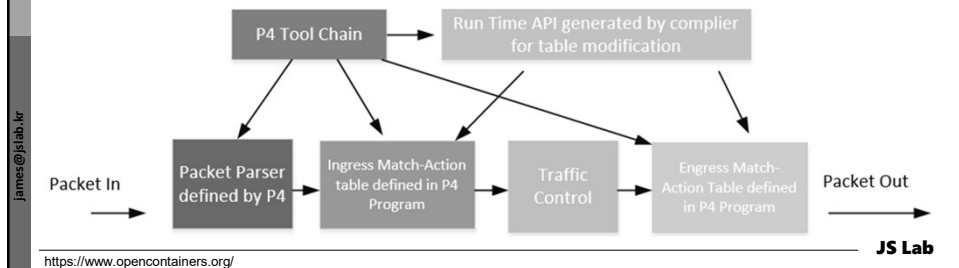 P4 Tool Chain
Run Time API generated by complier
for table modification
james@jslab.kr
Packet In
Packet Parser
defined by P4
Ingress Match-Action
table defined in P4
Program
Traffic
Control
Engress Match-
Action Table defined
in P4 Program
Packet Out
JS Lab
https://www.opencontainers.org/